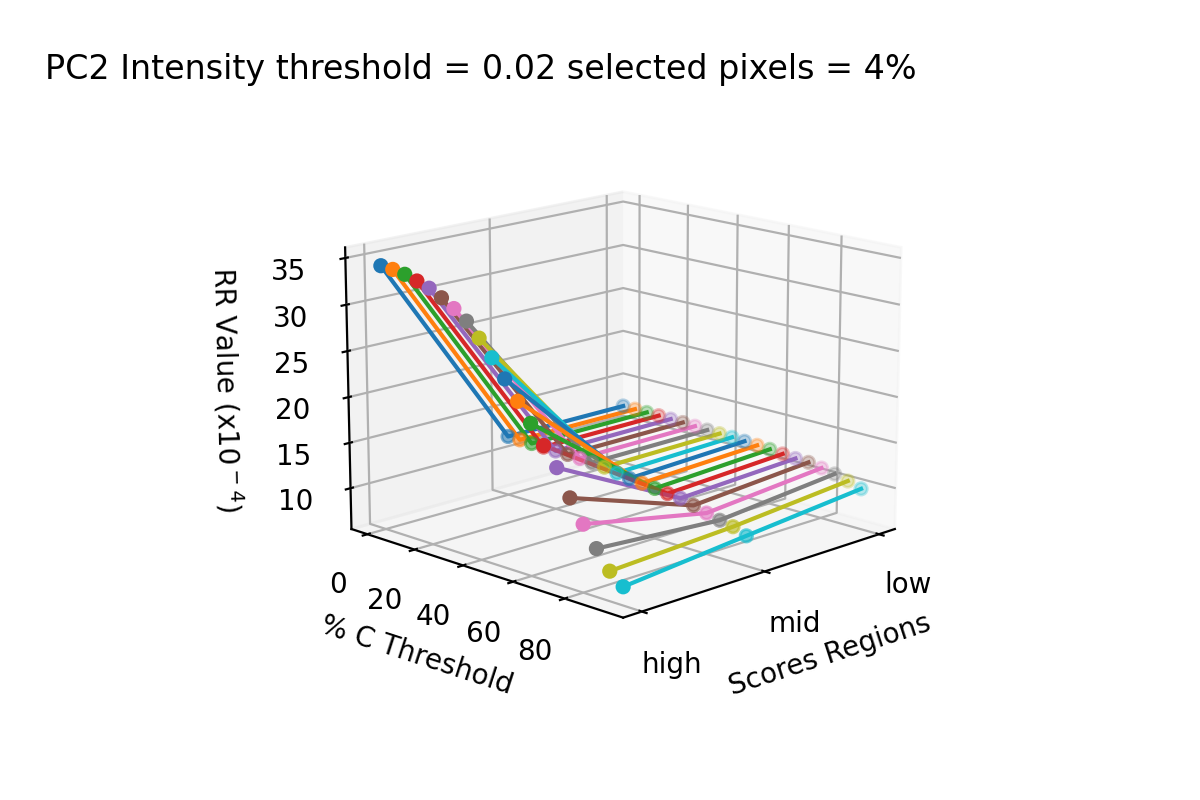 PC2 Intensity threshold = 0.02 selected pixels = 4%
RR Value (x10⁻⁴)
35
30
25
20
15
10
0
20
40
60
80
% C Threshold
high
mid
low
Scores Regions